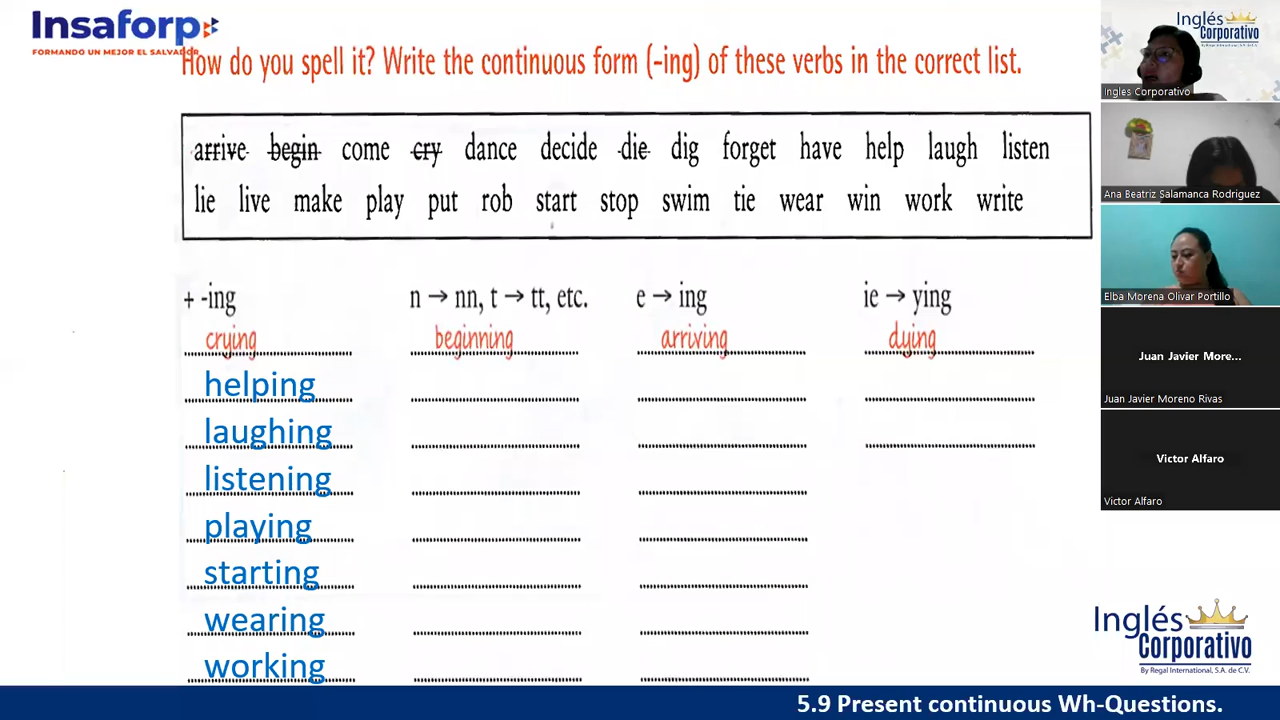 Insaforp
FORMANDO UN MEJOR EL SALVADOR
How do you spell it? Write the continuous form (-ing) of these verbs in the correct list.
arrive begin come cry dance decide die dig forget have help laugh listen
lie live make play put rob start stop swim tie wear win work write
+ -ing n → nn, t → tt, etc. e → ing ie → ying
crying beginning arriving dying
helping
laughing
listening
playing
starting
wearing
working
Inglés
Corporativo
By Regal International, S.A. de C.V.
5.9 Present continuous Wh-Questions.
Inglés
Corporativo
By Regal International, S.A. de C.V.
Ingles Corporativo
Ana Beatriz Salamanca Rodriguez
Elba Morena Olivar Portillo
Juan Javier More...
Juan Javier Moreno Rivas
Victor Alfaro
Victor Alfaro